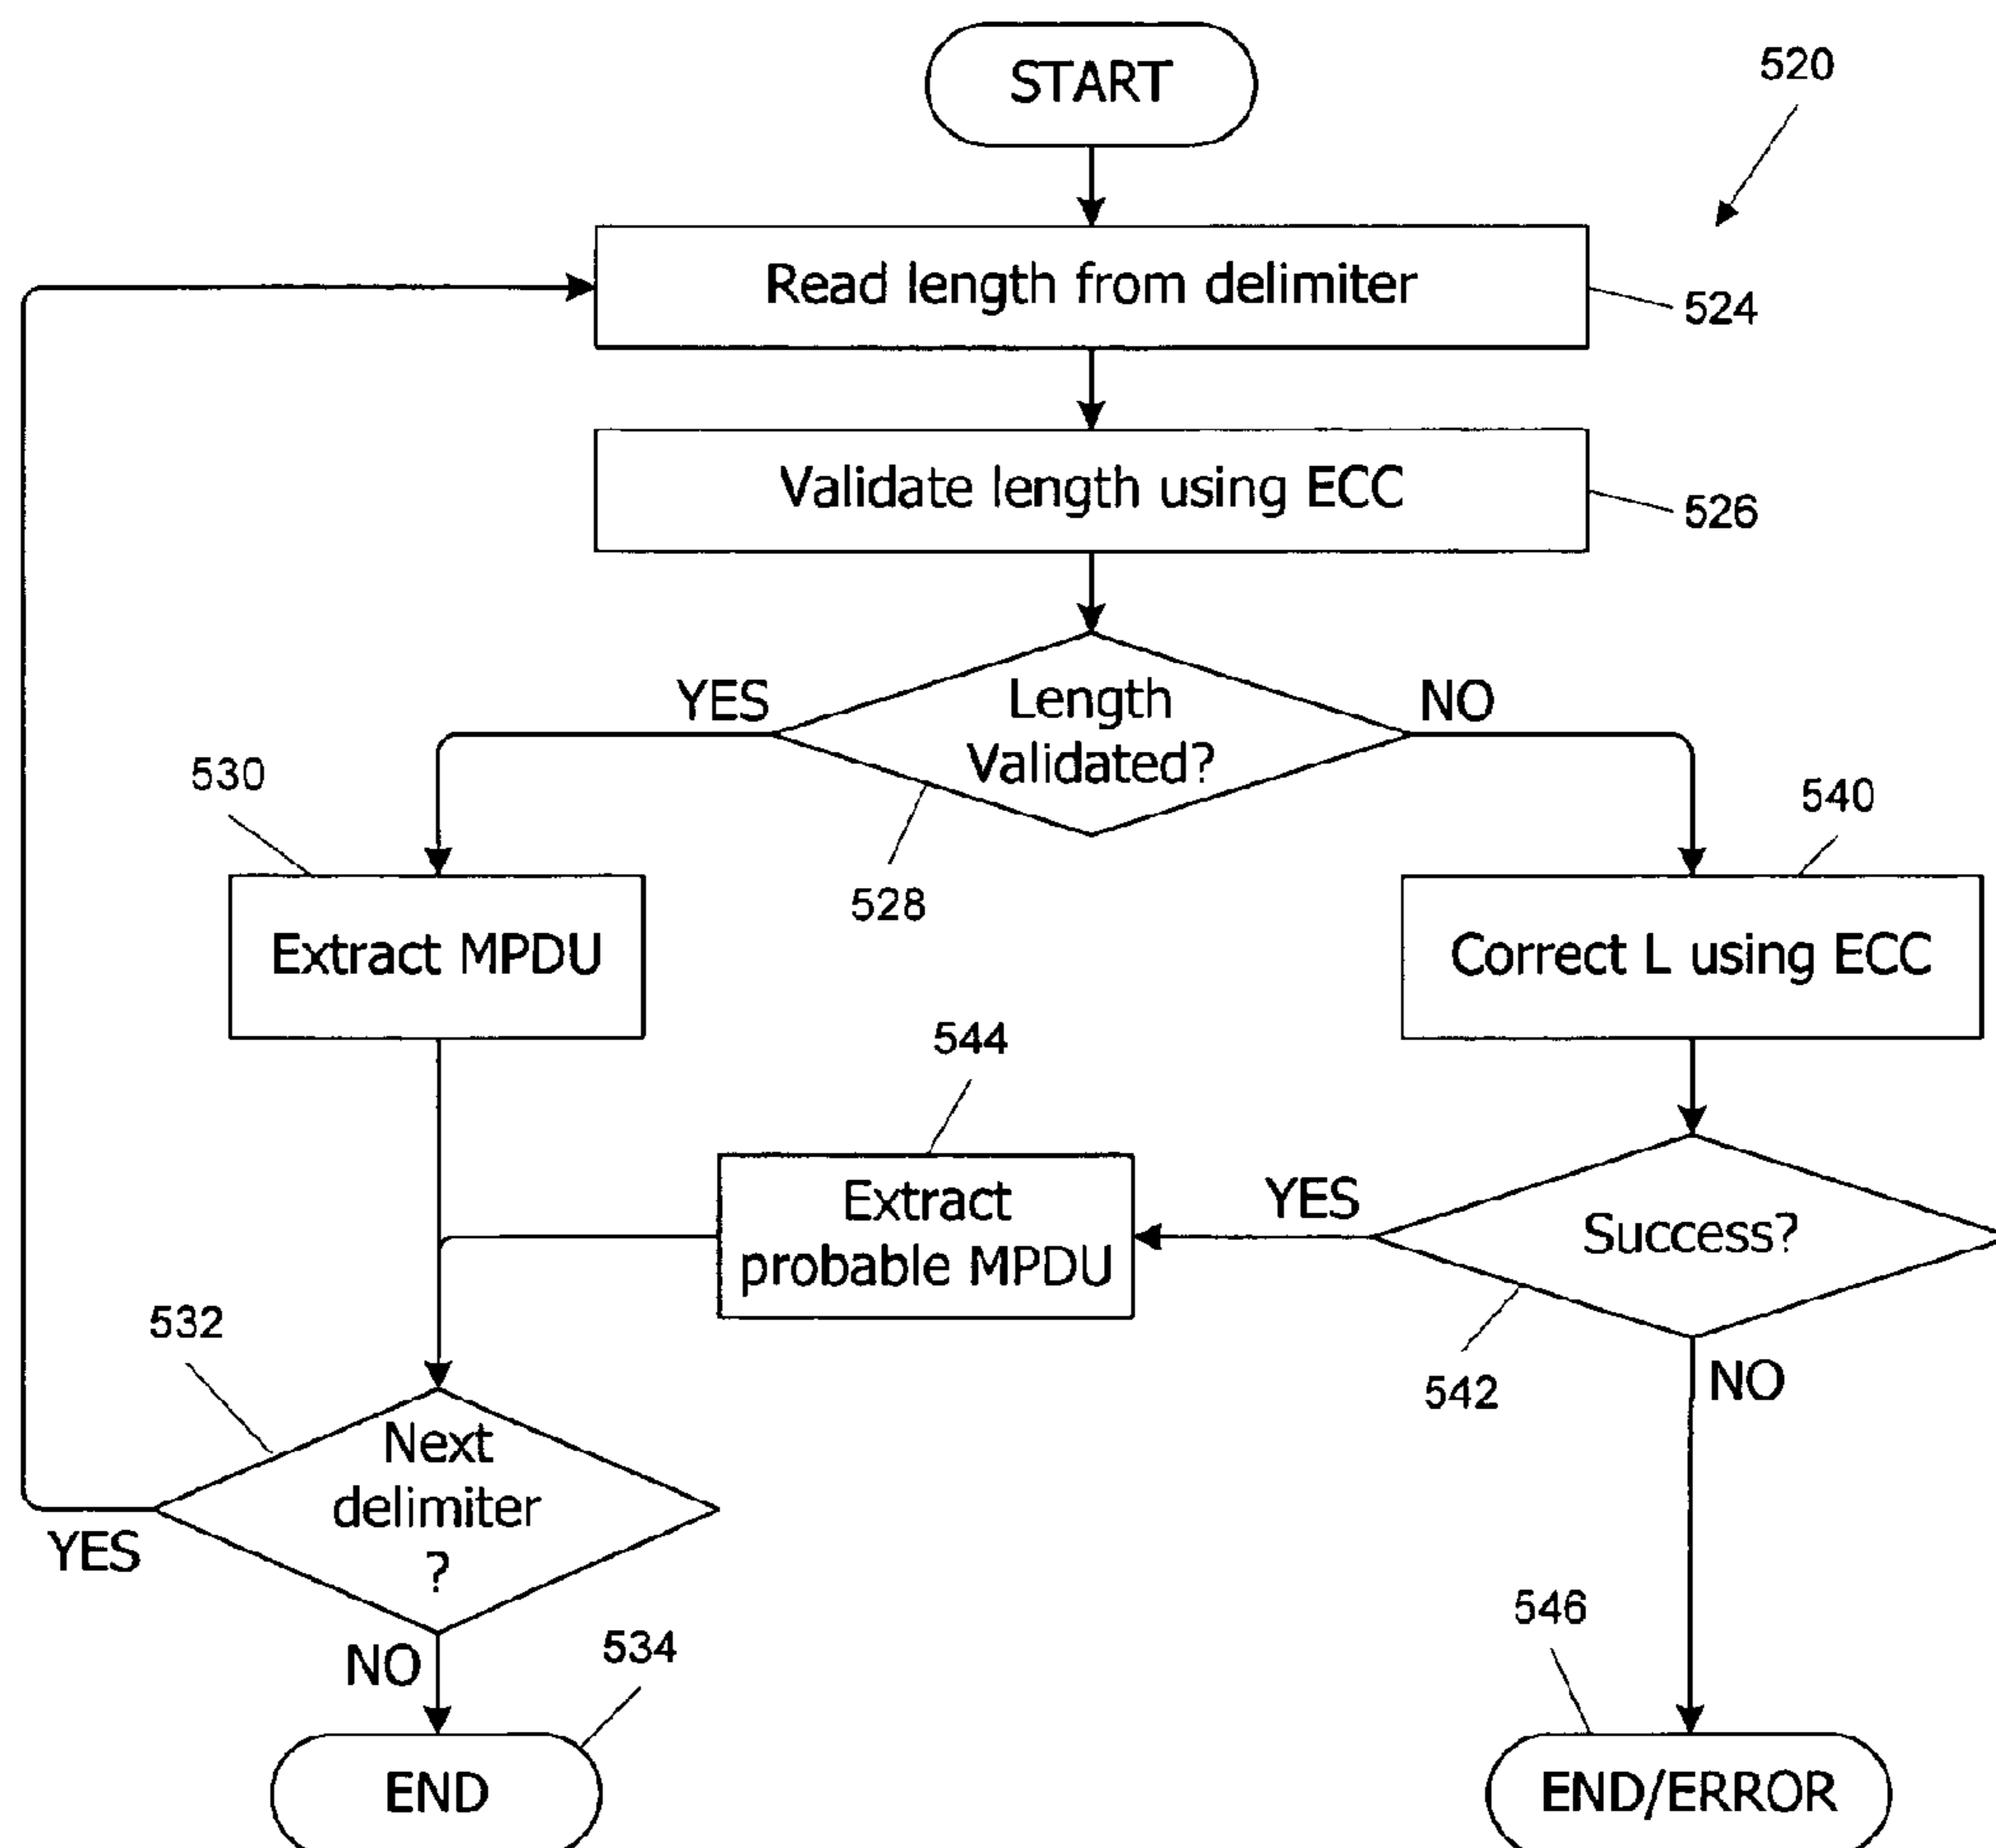 START
520
Read length from delimiter
524
Validate length using ECC
526
YES
Length
Validated?
NO
528
530
540
Extract MPDU
Correct L using ECC
544
Extract
probable MPDU
YES
Success?
542
NO
532
Next
delimiter
?
YES
NO
534
END
546
END/ERROR